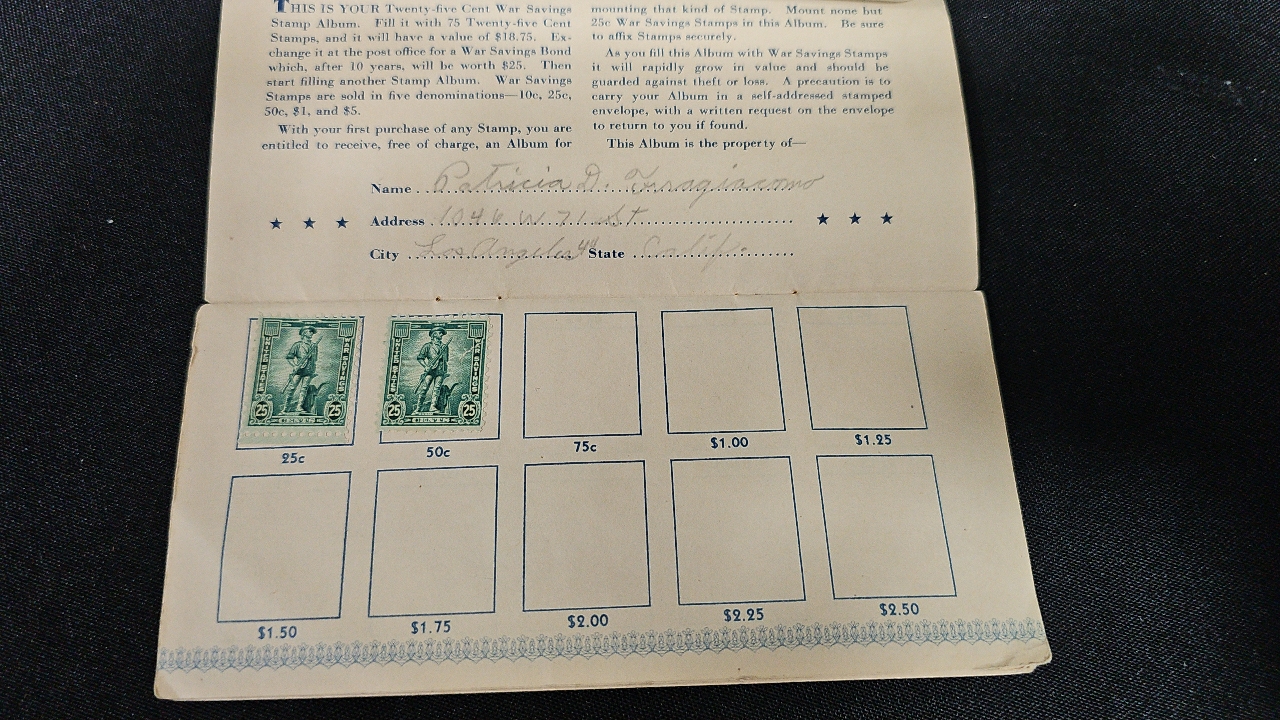 THIS IS YOUR Twenty-five Cent War Savings
Stamp Album. Fill it with 75 Twenty-five Cent
Stamps, and it will have a value of $18.75. Ex-
change it at the post office for a War Savings Bond
which, after 10 years, will be worth $25. Then
start filling another Stamp Album. War Savings
Stamps are sold in five denominations—10c, 25c,
50c, $1, and $5.
With your first purchase of any Stamp, you are
entitled to receive, free of charge, an Album for
mounting that kind of Stamp. Mount none but
25c War Savings Stamps in this Album. Be sure
to affix Stamps securely.
As you fill this Album with War Savings Stamps
it will rapidly grow in value and should be
guarded against theft or loss. A precaution is to
carry your Album in a self-addressed stamped
envelope, with a written request on the envelope
to return to you if found.
This Album is the property of—
Name Patricia D.
Address 1046 W 71 St
City Los Angeles 44 State Calif.
UNITED STATES WAR SAVINGS
25 25
CENTS
UNITED STATES WAR SAVINGS
25 25
CENTS
25c 50c 75c $1.00 $1.25
$1.50 $1.75 $2.00 $2.25 $2.50